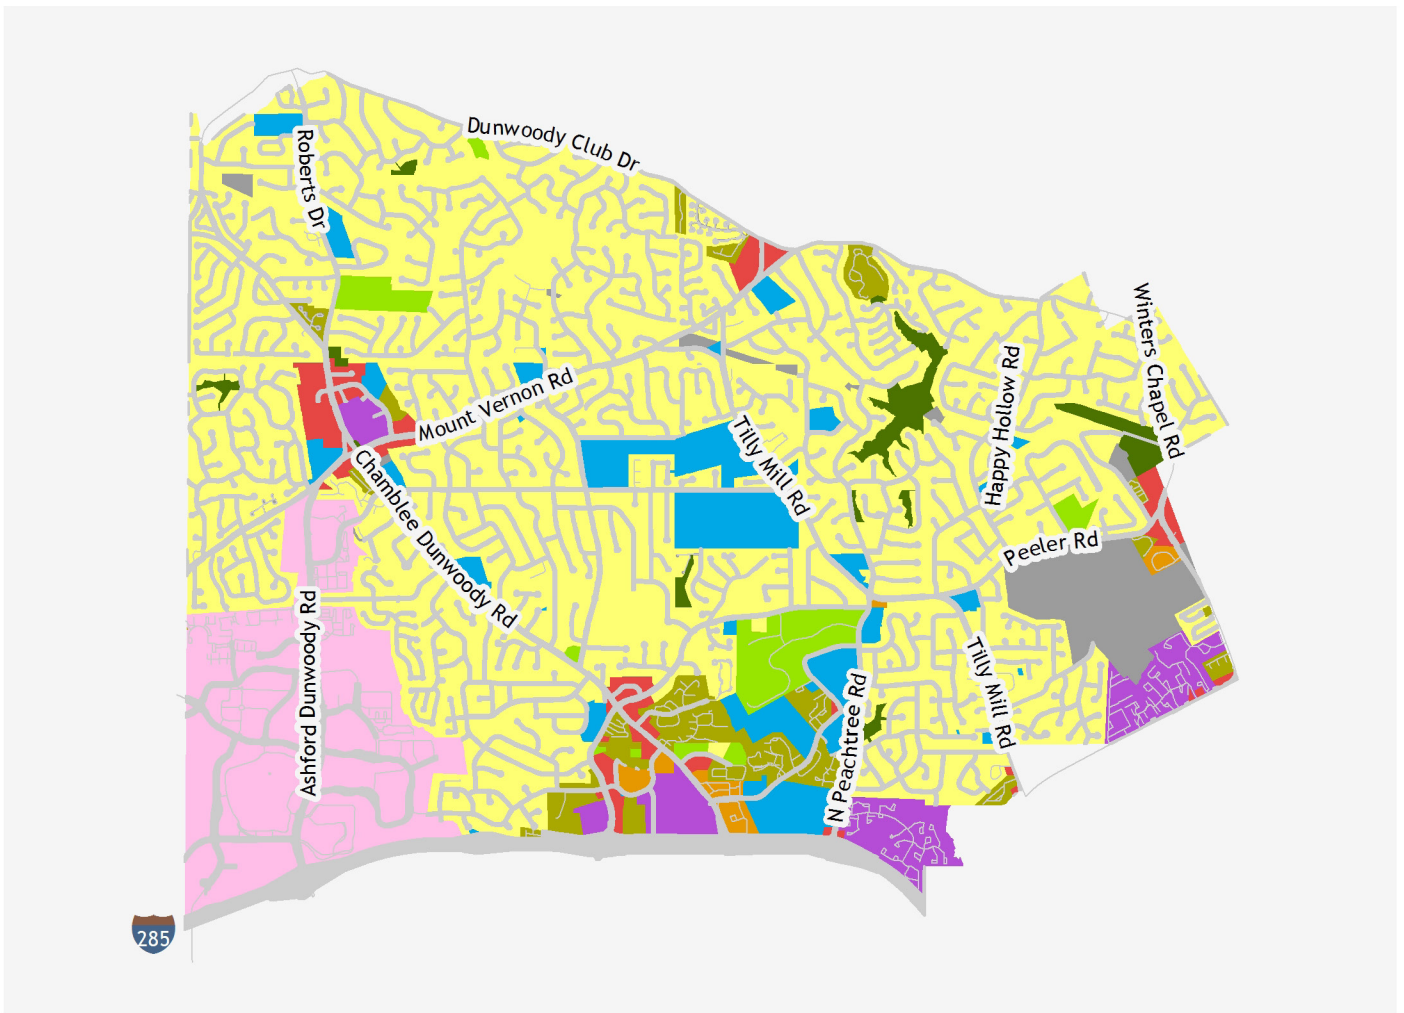 Dunwoody Club Dr
Roberts Dr
Winters Chapel Rd
Happy Hollow Rd
Mount Vernon Rd
Tilly Mill Rd
Chamblee Dunwoody Rd
Peeler Rd
Ashford Dunwoody Rd
Tilly Mill Rd
N Peachtree Rd
285